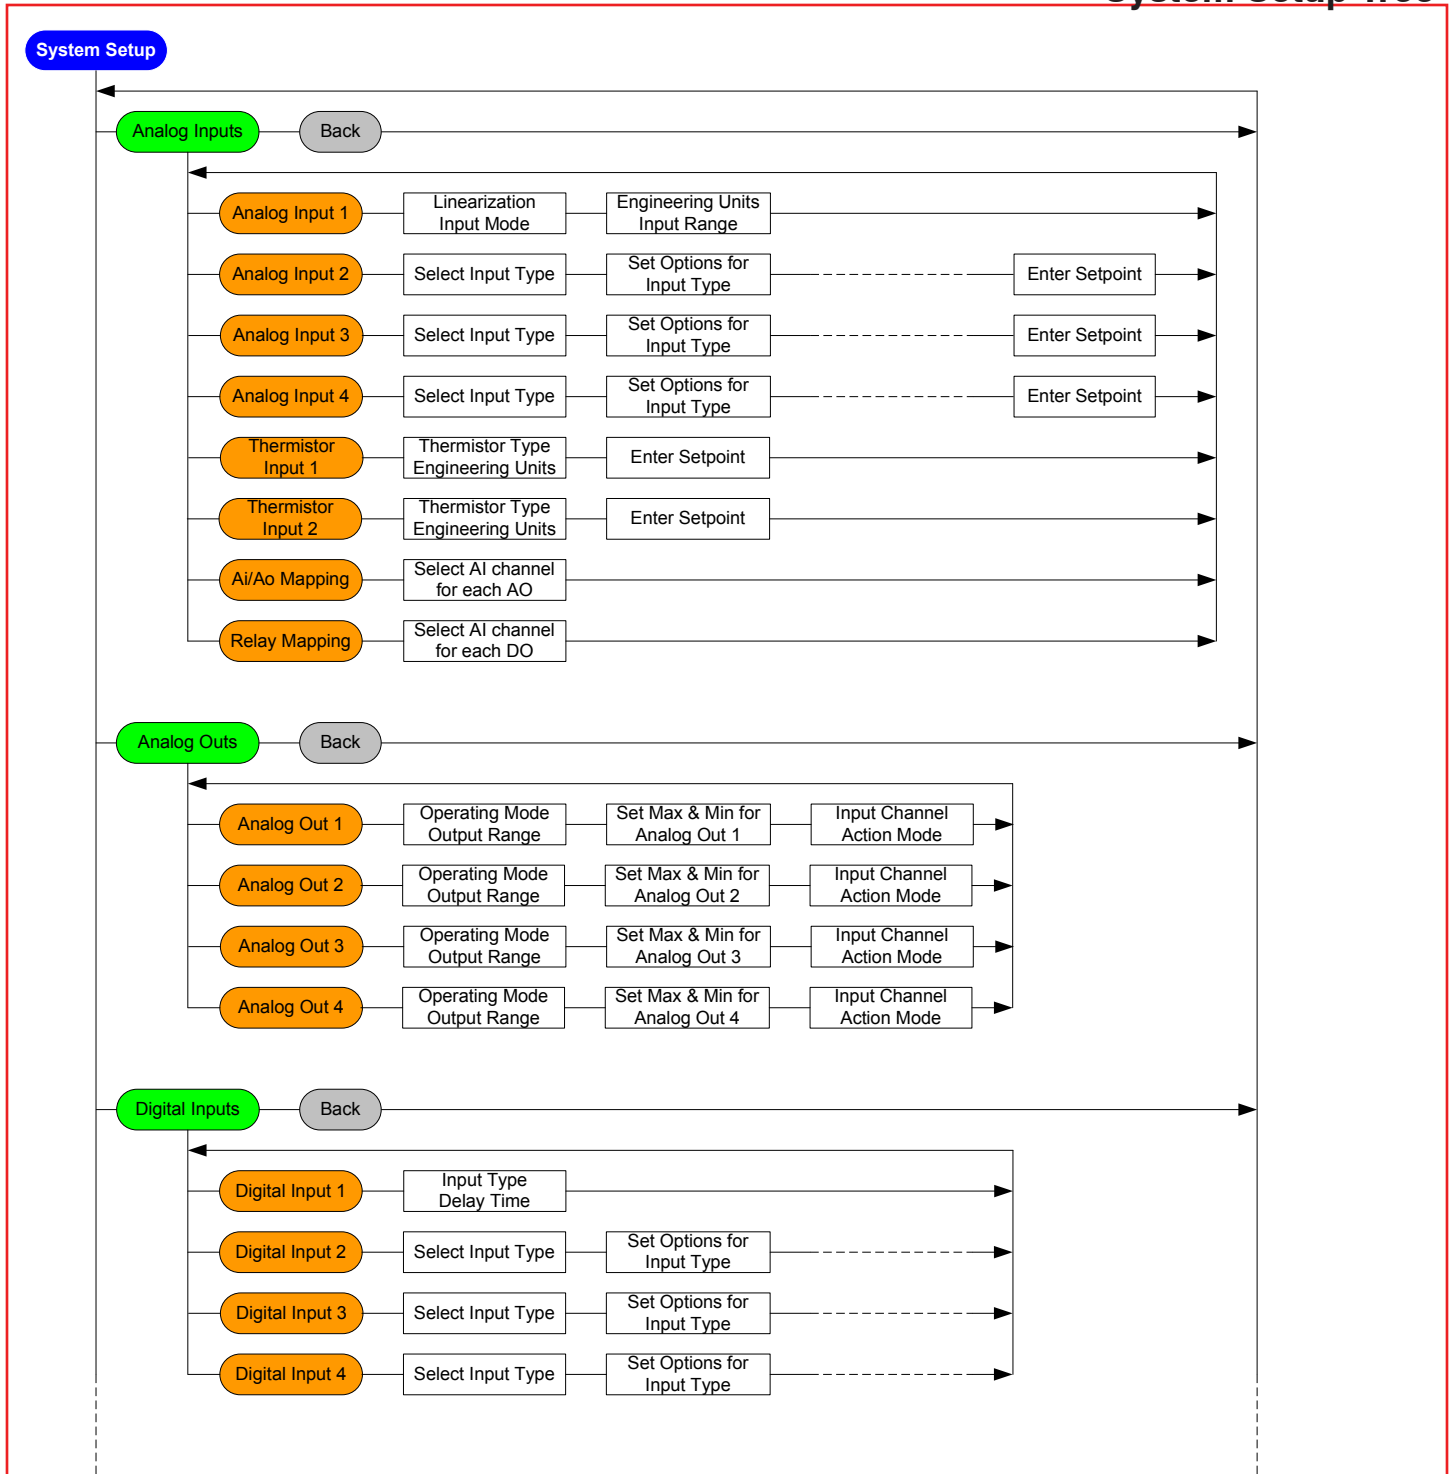 System Setup Tree
System Setup
Analog Inputs
Back
Analog Input 1
Linearization
Input Mode
Engineering Units
Input Range
Analog Input 2
Select Input Type
Set Options for
Input Type
Enter Setpoint
Analog Input 3
Select Input Type
Set Options for
Input Type
Enter Setpoint
Analog Input 4
Select Input Type
Set Options for
Input Type
Enter Setpoint
Thermistor
Input 1
Thermistor Type
Engineering Units
Enter Setpoint
Thermistor
Input 2
Thermistor Type
Engineering Units
Enter Setpoint
Ai/Ao Mapping
Select AI channel
for each AO
Relay Mapping
Select AI channel
for each DO
Analog Outs
Back
Analog Out 1
Operating Mode
Output Range
Set Max & Min for
Analog Out 1
Input Channel
Action Mode
Analog Out 2
Operating Mode
Output Range
Set Max & Min for
Analog Out 2
Input Channel
Action Mode
Analog Out 3
Operating Mode
Output Range
Set Max & Min for
Analog Out 3
Input Channel
Action Mode
Analog Out 4
Operating Mode
Output Range
Set Max & Min for
Analog Out 4
Input Channel
Action Mode
Digital Inputs
Back
Digital Input 1
Input Type
Delay Time
Digital Input 2
Select Input Type
Set Options for
Input Type
Digital Input 3
Select Input Type
Set Options for
Input Type
Digital Input 4
Select Input Type
Set Options for
Input Type